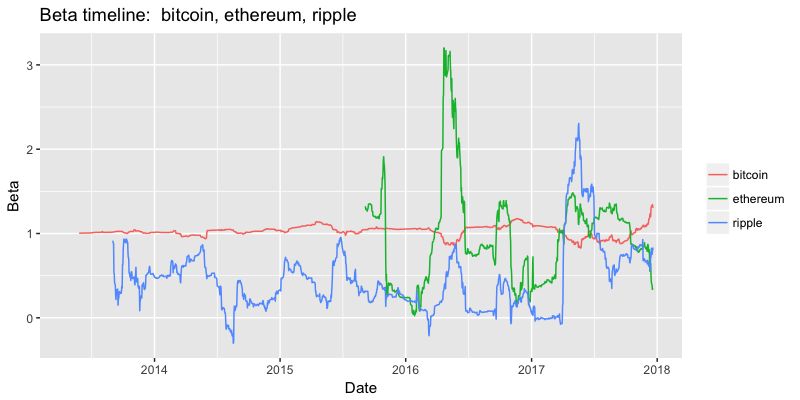 Beta timeline:  bitcoin, ethereum, ripple
3
2
1
0
Beta
2014 2015 2016 2017 2018
Date
bitcoin
ethereum
ripple